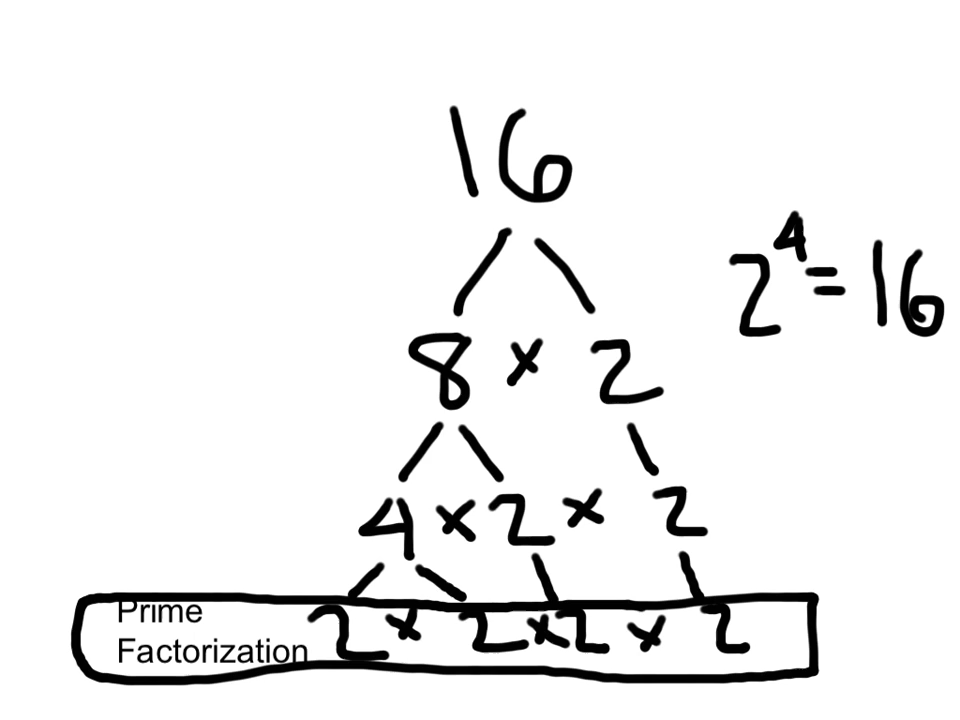 16
2⁴=16
8 × 2
4 × 2 × 2
Prime
Factorization 2 × 2 × 2 × 2